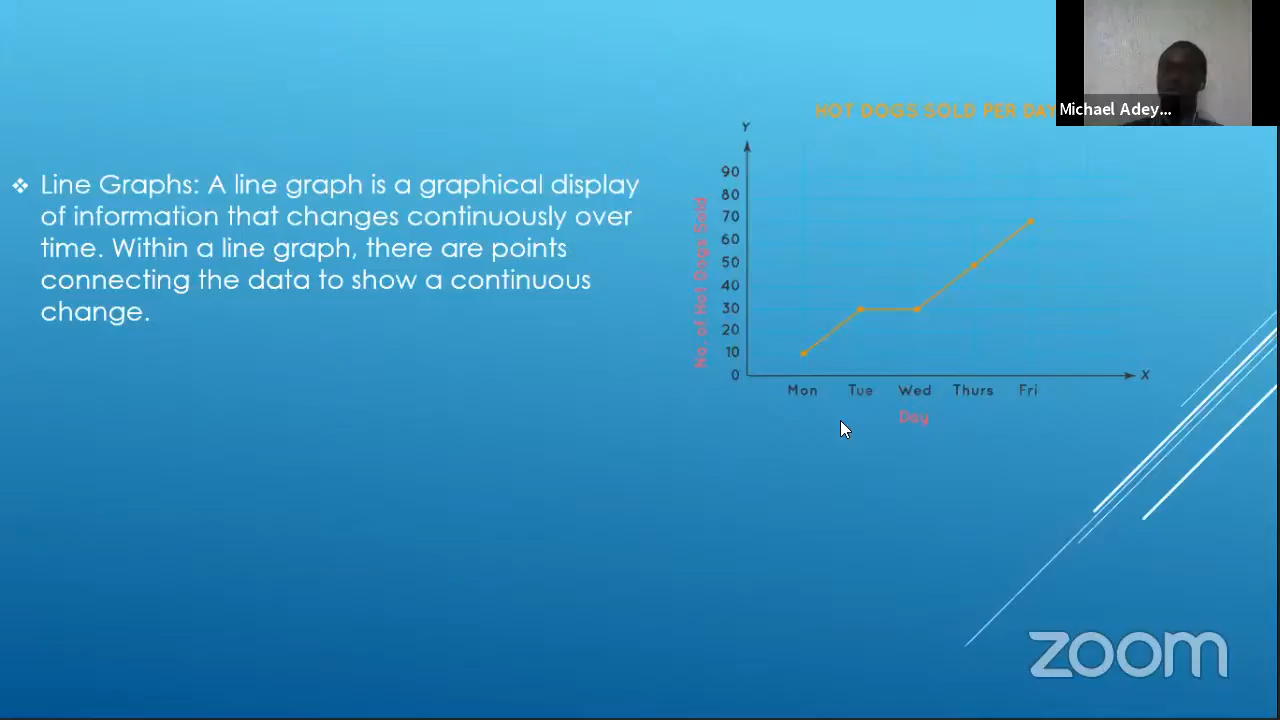 HOT DOGS SOLD PER DAY
Michael Adey...
❖ Line Graphs: A line graph is a graphical display
of information that changes continuously over
time. Within a line graph, there are points
connecting the data to show a continuous
change.
Y
90
80
70
60
50
40
30
20
10
0
No. of Hot Dogs Sold
X
Mon Tue Wed Thurs Fri
Day
zoom